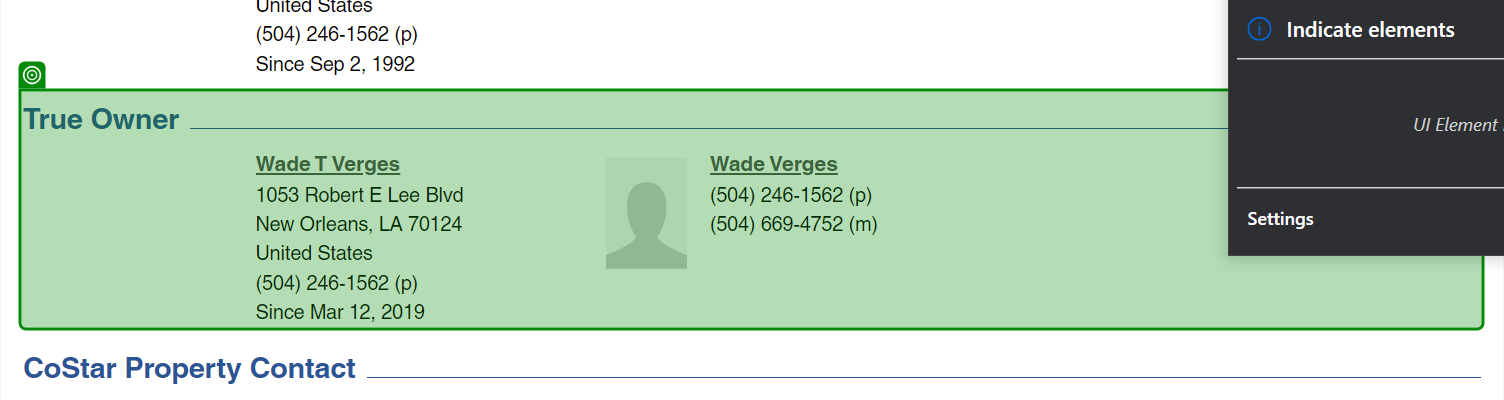 United States
(504) 246-1562 (p)
Since Sep 2, 1992
Indicate elements
True Owner
UI Element
Wade T Verges
1053 Robert E Lee Blvd
New Orleans, LA 70124
United States
(504) 246-1562 (p)
Since Mar 12, 2019
Wade Verges
(504) 246-1562 (p)
(504) 669-4752 (m)
Settings
CoStar Property Contact